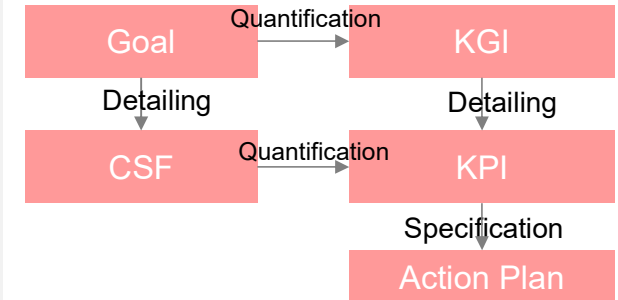 Quantification
Goal
KGI
Detailing
Detailing
Quantification
CSF
KPI
Specification
Action Plan